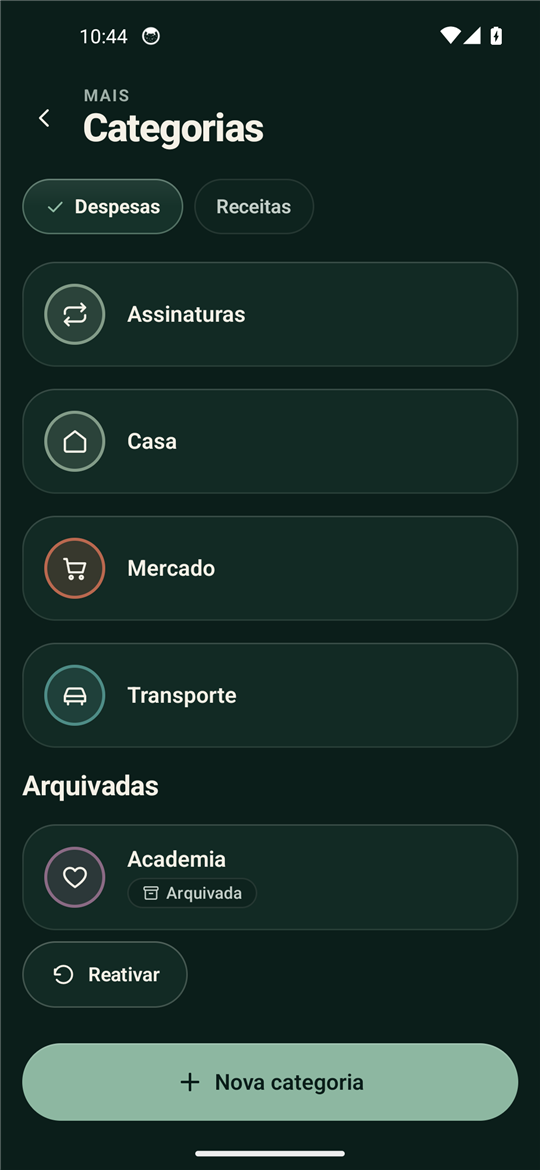 10:44
MAIS
Categorias
Despesas
Receitas
Assinaturas
Casa
Mercado
Transporte
Arquivadas
Academia
Arquivada
Reativar
Nova categoria